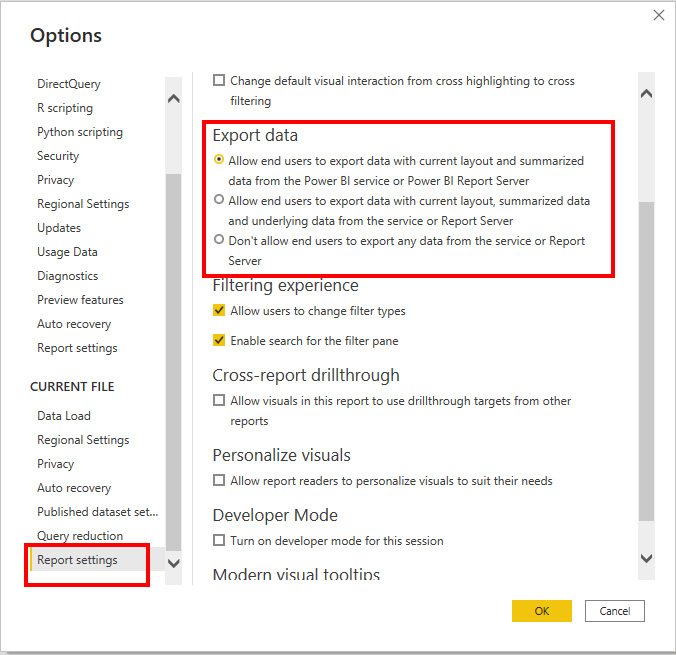 Options
DirectQuery
R scripting
Python scripting
Security
Privacy
Regional Settings
Updates
Usage Data
Diagnostics
Preview features
Auto recovery
Report settings
CURRENT FILE
Data Load
Regional Settings
Privacy
Auto recovery
Published dataset set...
Query reduction
Report settings
Change default visual interaction from cross highlighting to cross
filtering
Export data
Allow end users to export data with current layout and summarized
data from the Power BI service or Power BI Report Server
Allow end users to export data with current layout, summarized data
and underlying data from the service or Report Server
Don't allow end users to export any data from the service or Report
Server
Filtering experience
Allow users to change filter types
Enable search for the filter pane
Cross-report drillthrough
Allow visuals in this report to use drillthrough targets from other
reports
Personalize visuals
Allow report readers to personalize visuals to suit their needs
Developer Mode
Turn on developer mode for this session
Modern visual tooltips
OK
Cancel